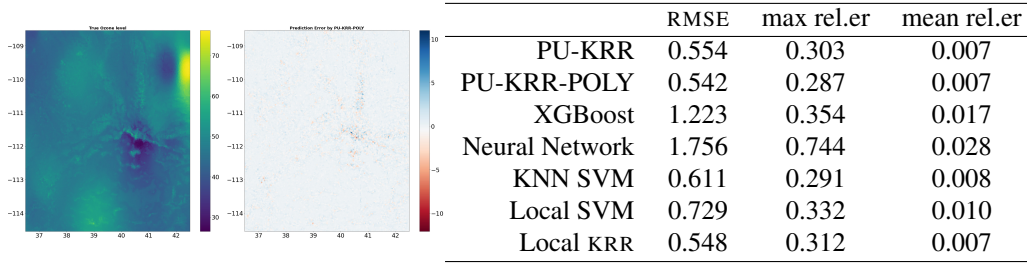 True Ozone level
Prediction Error by PU-KRR-POLY
−109
−110
−111
−112
−113
−114
37 38 39 40 41 42
70
60
50
40
30
−109
−110
−111
−112
−113
−114
37 38 39 40 41 42
10
5
0
−5
−10
RMSE max rel.er mean rel.er
PU-KRR 0.554 0.303 0.007
PU-KRR-POLY 0.542 0.287 0.007
XGBoost 1.223 0.354 0.017
Neural Network 1.756 0.744 0.028
KNN SVM 0.611 0.291 0.008
Local SVM 0.729 0.332 0.010
Local KRR 0.548 0.312 0.007